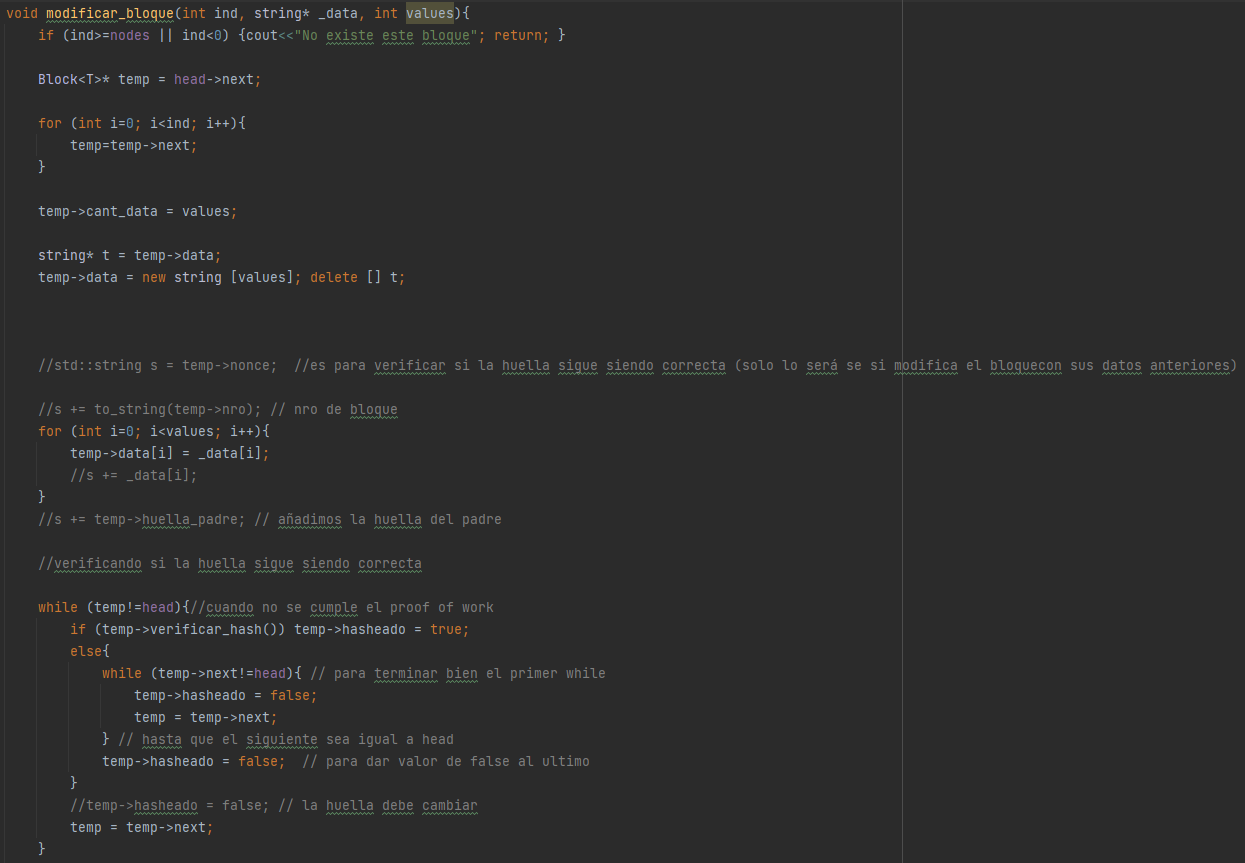 void modificar_bloque(int ind, string* _data, int values){
if (ind>=nodes || ind<0) {cout<<"No existe este bloque"; return; }
Block<T>* temp = head->next;
for (int i=0; i<ind; i++){
temp=temp->next;
}
temp->cant_data = values;
string* t = temp->data;
temp->data = new string [values]; delete [] t;
//std::string s = temp->nonce;  //es para verificar si la huella sigue siendo correcta (solo lo será se si modifica el bloquecon sus datos anteriores)
//s += to_string(temp->nro); // nro de bloque
for (int i=0; i<values; i++){
temp->data[i] = _data[i];
//s += _data[i];
}
//s += temp->huella_padre; // añadimos la huella del padre
//verificando si la huella sigue siendo correcta
while (temp!=head){//cuando no se cumple el proof of work
if (temp->verificar_hash()) temp->hasheado = true;
else{
while (temp->next!=head){ // para terminar bien el primer while
temp->hasheado = false;
temp = temp->next;
} // hasta que el siguiente sea igual a head
temp->hasheado = false;  // para dar valor de false al ultimo
}
//temp->hasheado = false; // la huella debe cambiar
temp = temp->next;
}